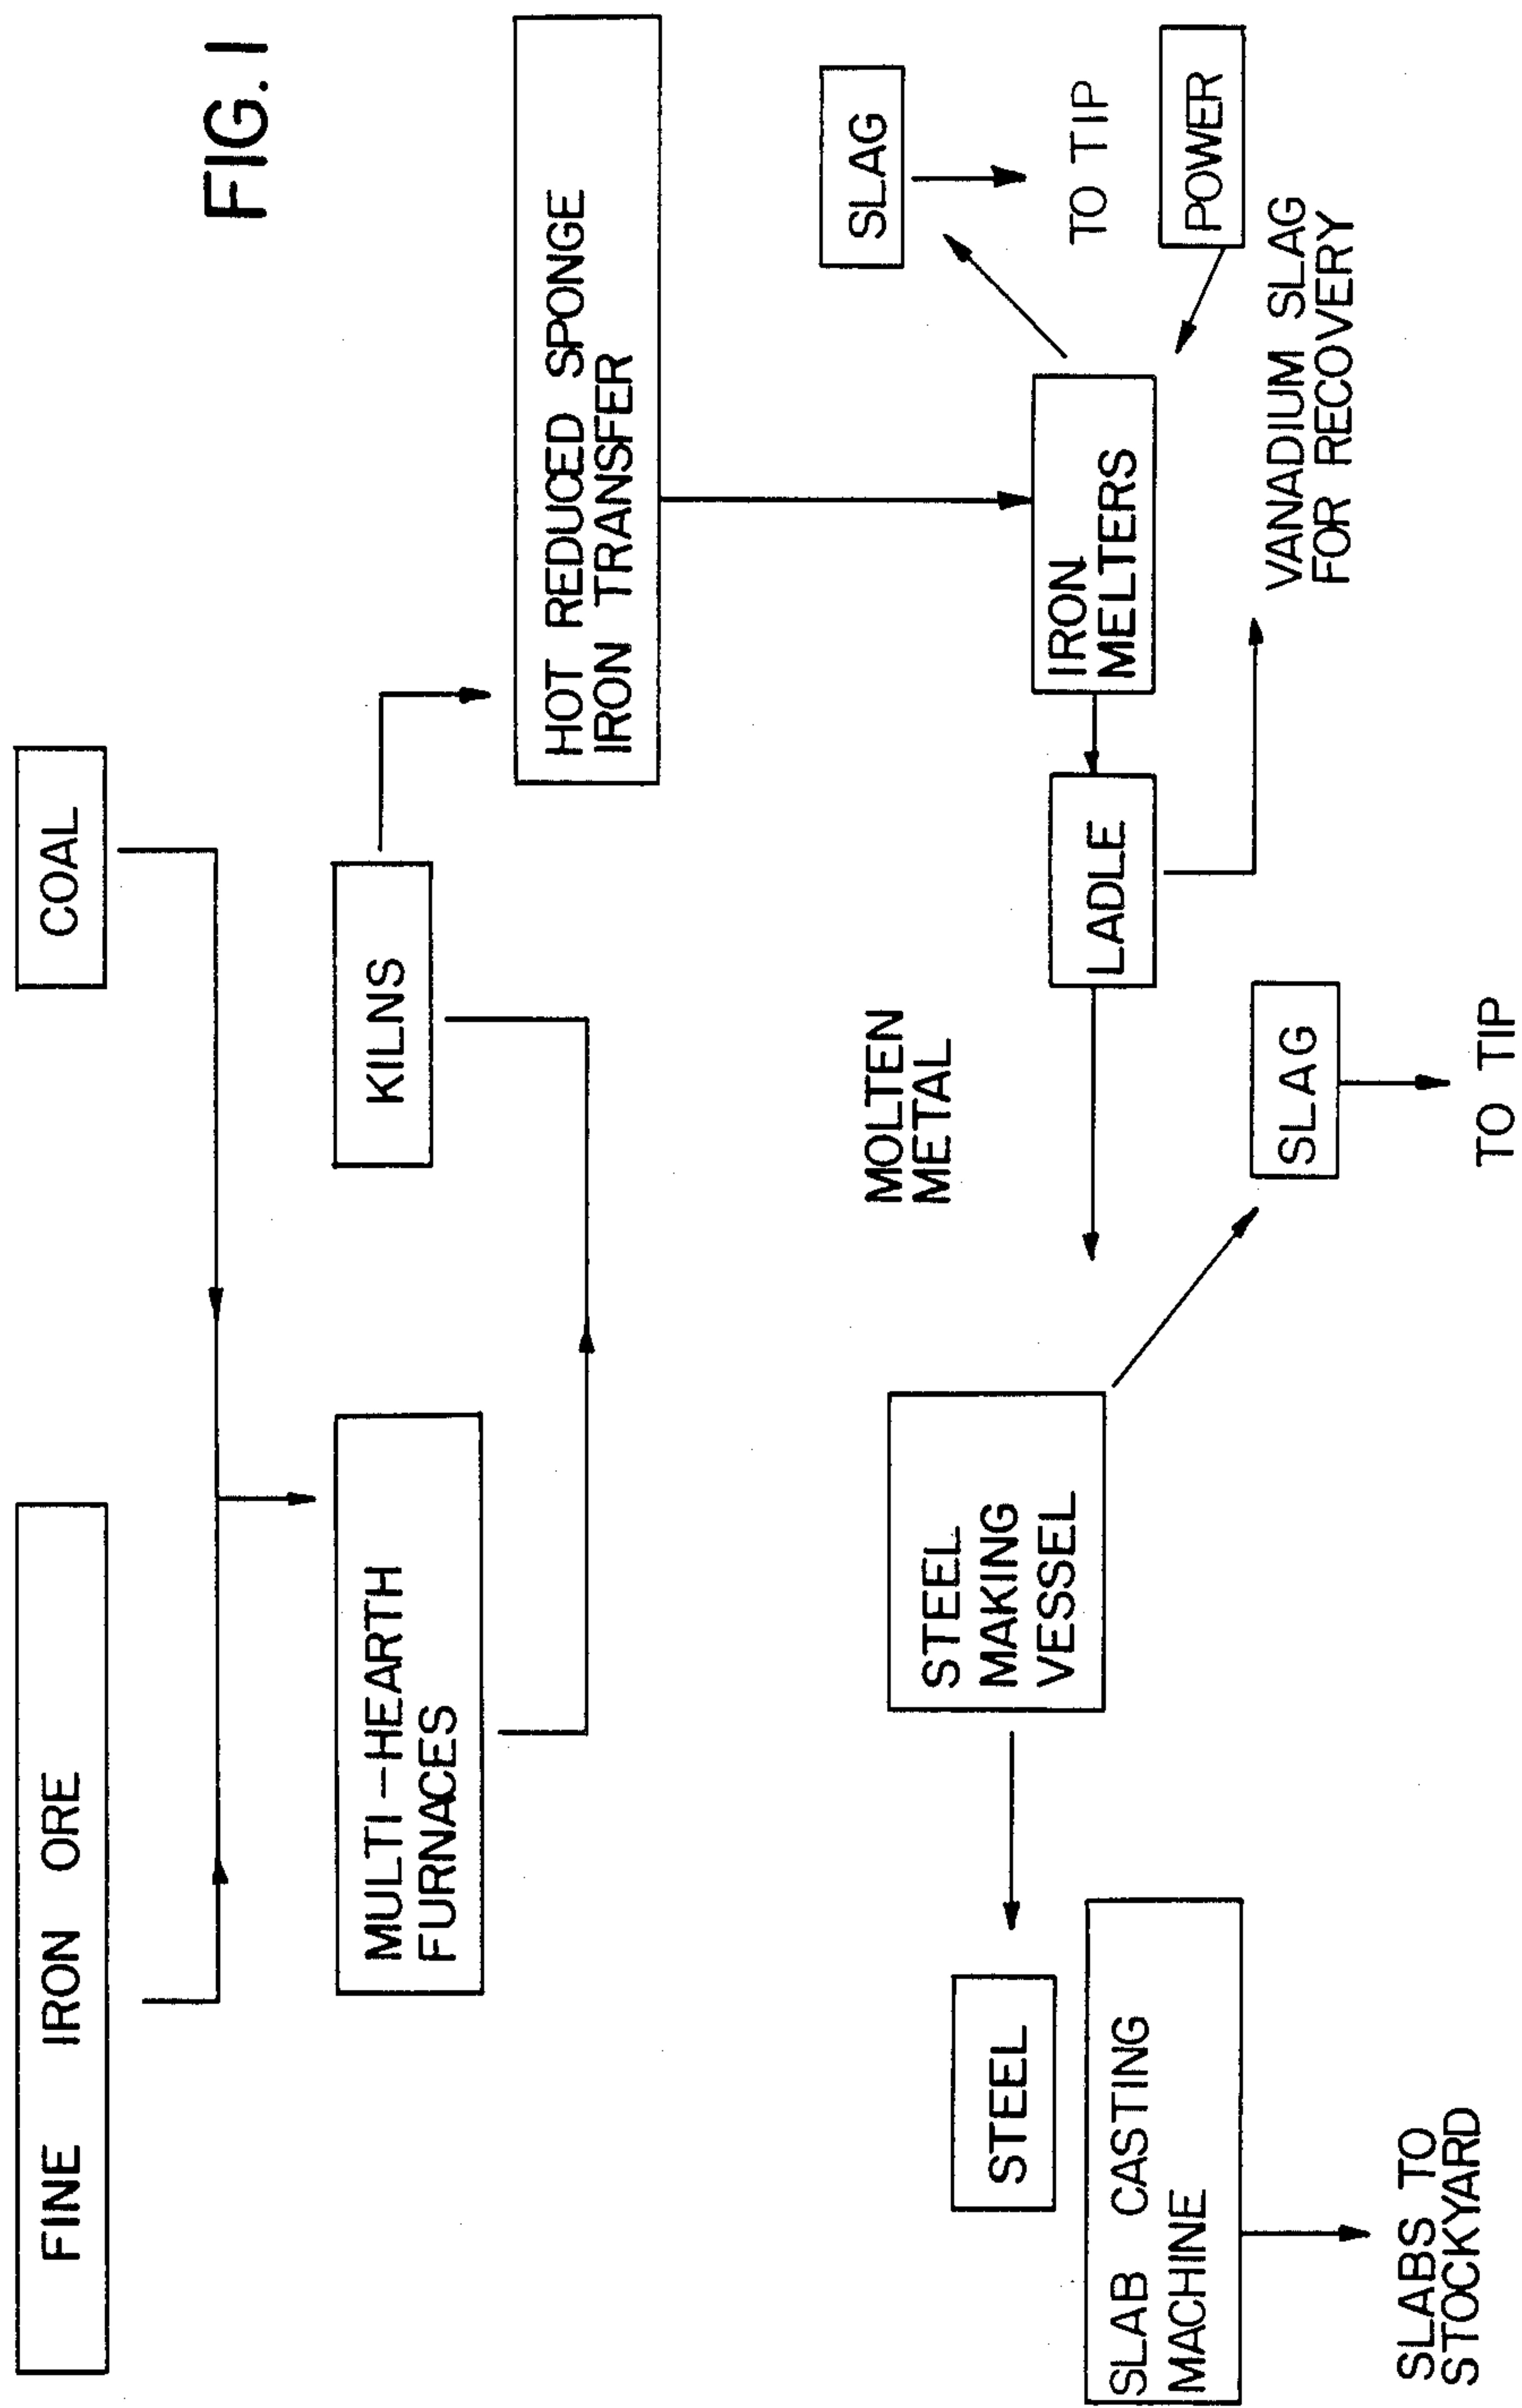 FIG. 1
FINE IRON ORE
COAL
MULTI-HEARTH
FURNACES
KILNS
HOT REDUCED SPONGE
IRON TRANSFER
STEEL
MAKING
VESSEL
MOLTEN
METAL
LADLE
IRON
MELTERS
SLAG
TO TIP
POWER
VANADIUM SLAG
FOR RECOVERY
SLAG
TO TIP
STEEL
SLAB CASTING
MACHINE
SLABS TO
STOCKYARD